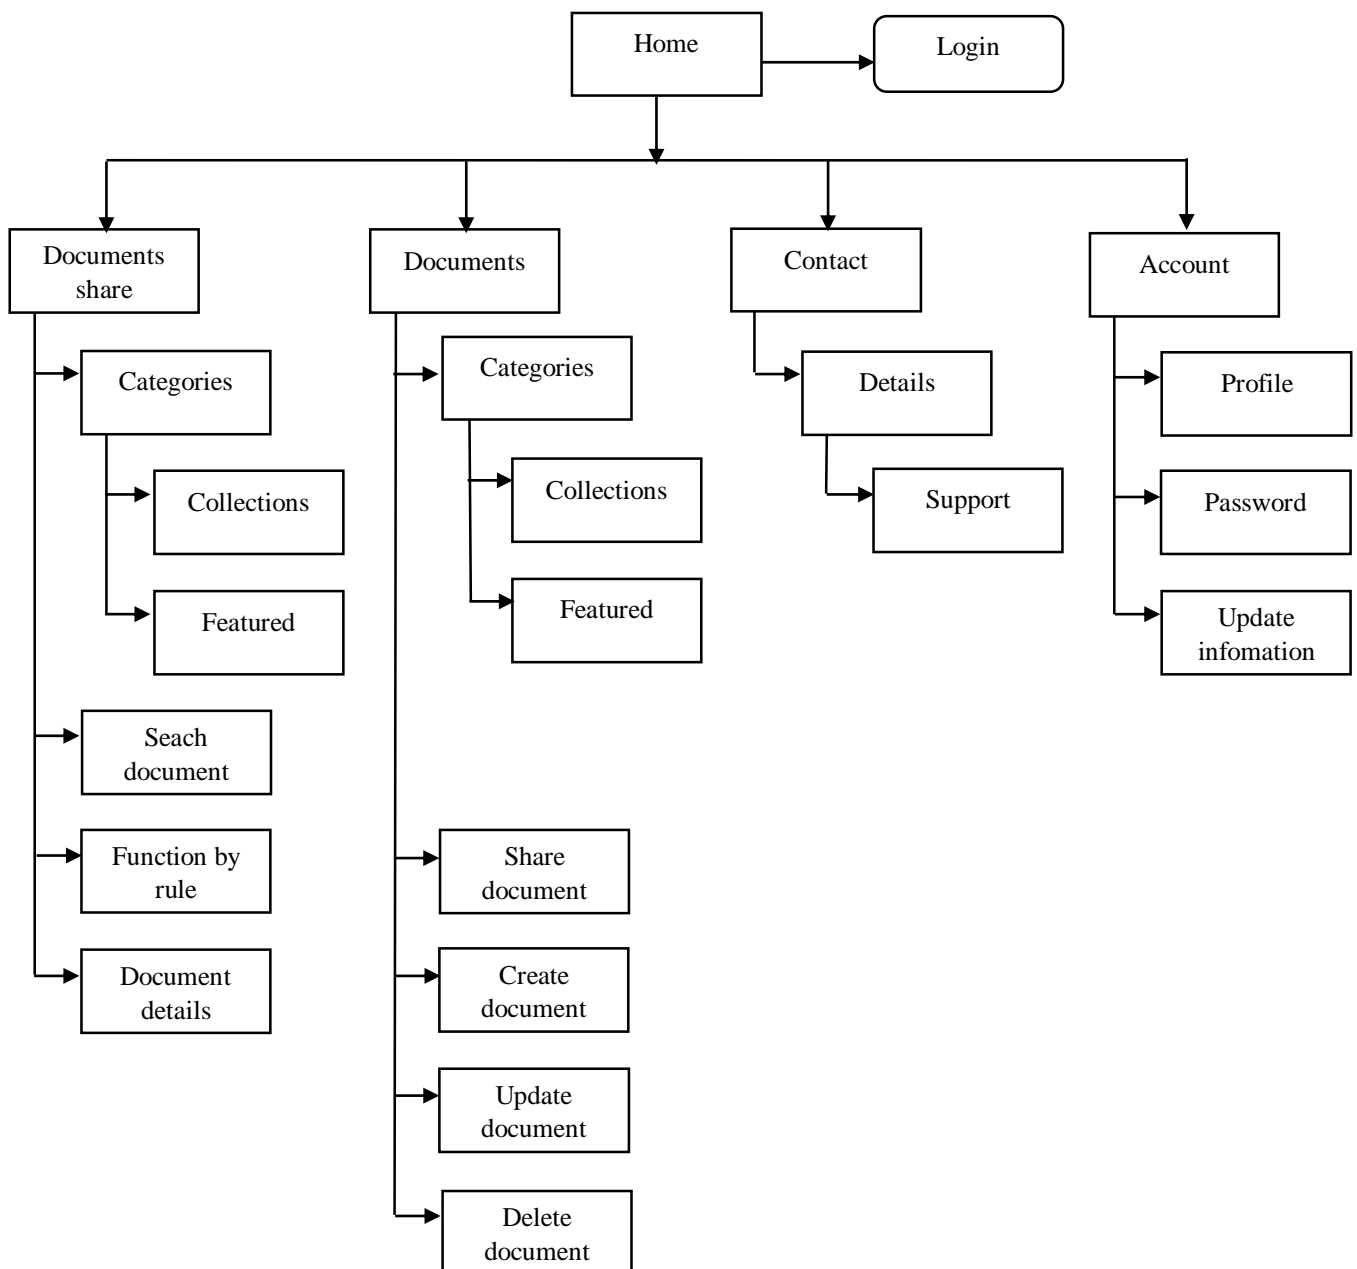 Home
Login
Documents
share
Documents
Contact
Account
Categories
Categories
Details
Profile
Collections
Collections
Support
Password
Featured
Featured
Update
infomation
Seach
document
Function by
rule
Share
document
Document
details
Create
document
Update
document
Delete
document